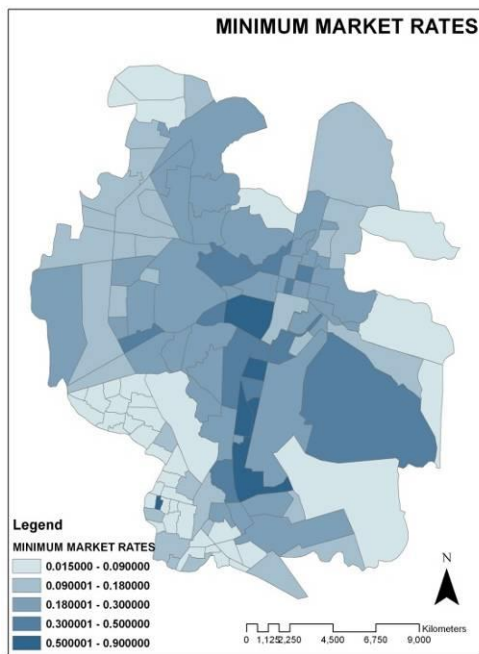 MINIMUM MARKET RATES
Legend
MINIMUM MARKET RATES
0.015000 - 0.090000
0.090001 - 0.180000
0.180001 - 0.300000
0.300001 - 0.500000
0.500001 - 0.900000
N
Kilometers
0 1,125 2,250 4,500 6,750 9,000